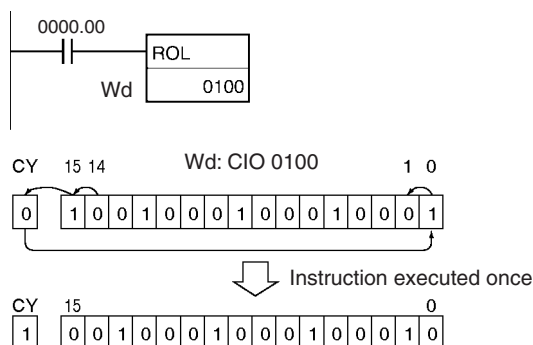 0000.00
ROL
Wd 0100
CY 15 14 Wd: CIO 0100 1 0
0 1 0 0 1 0 0 0 1 0 0 0 1 0 0 0 1
Instruction executed once
CY 15 0
1 0 0 1 0 0 0 1 0 0 0 1 0 0 0 1 0